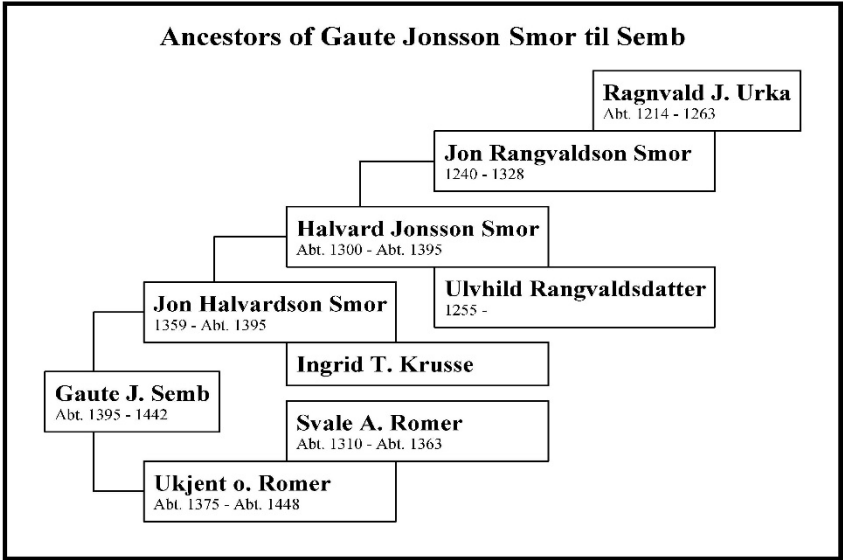 Ancestors of Gaute Jonsson Smor til Semb
Ragnvald J. Urka
Abt. 1214 - 1263
Jon Rangvaldson Smor
1240 - 1328
Halvard Jonsson Smor
Abt. 1300 - Abt. 1395
Ulvhild Rangvaldsdatter
1255 -
Jon Halvardson Smor
1359 - Abt. 1395
Ingrid T. Krusse
Gaute J. Semb
Abt. 1395 - 1442
Svale A. Romer
Abt. 1310 - Abt. 1363
Ukjent o. Romer
Abt. 1375 - Abt. 1448